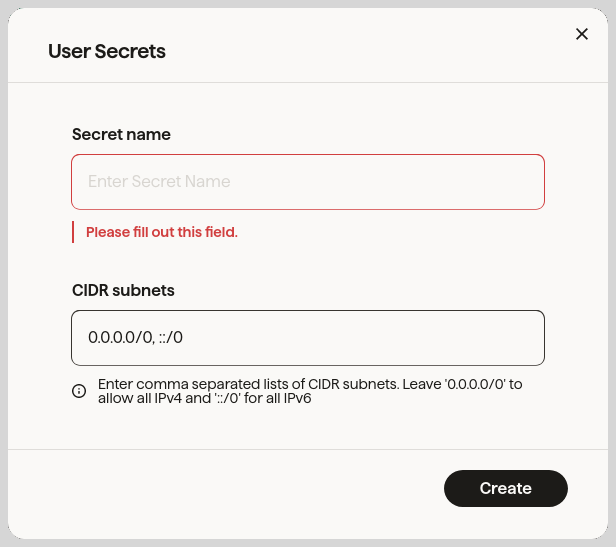 User Secrets
Secret name
Enter Secret Name
Please fill out this field.
CIDR subnets
0.0.0.0/0, ::/0
Enter comma separated lists of CIDR subnets. Leave '0.0.0.0/0' to
allow all IPv4 and '::/0' for all IPv6
Create